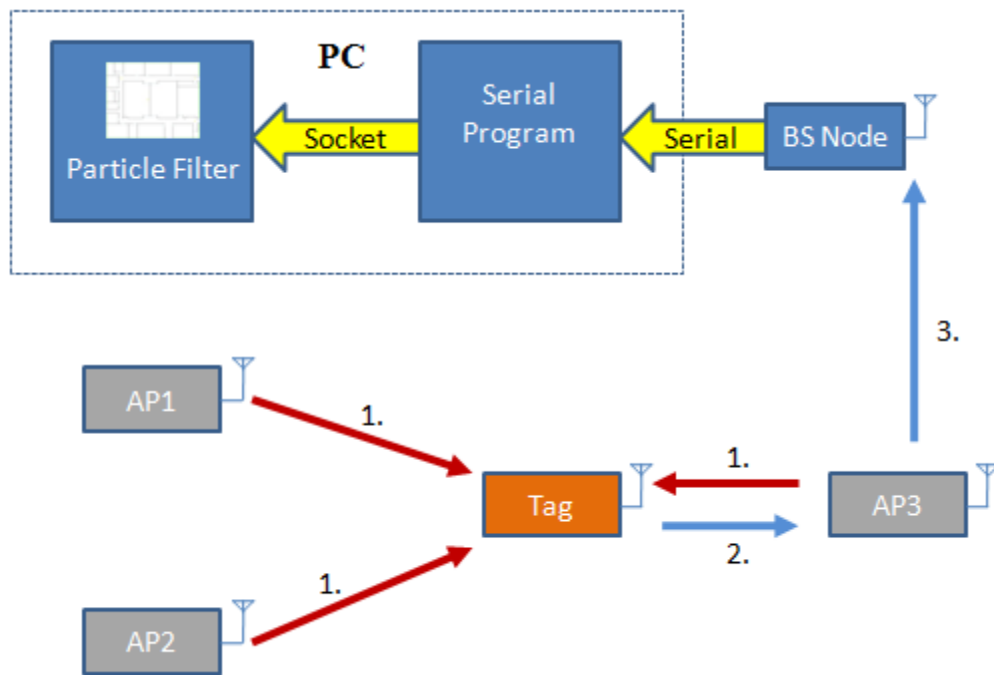 PC
Particle Filter
Socket
Serial
Program
Serial
BS Node
3.
AP1
1.
1.
Tag
AP3
2.
1.
AP2